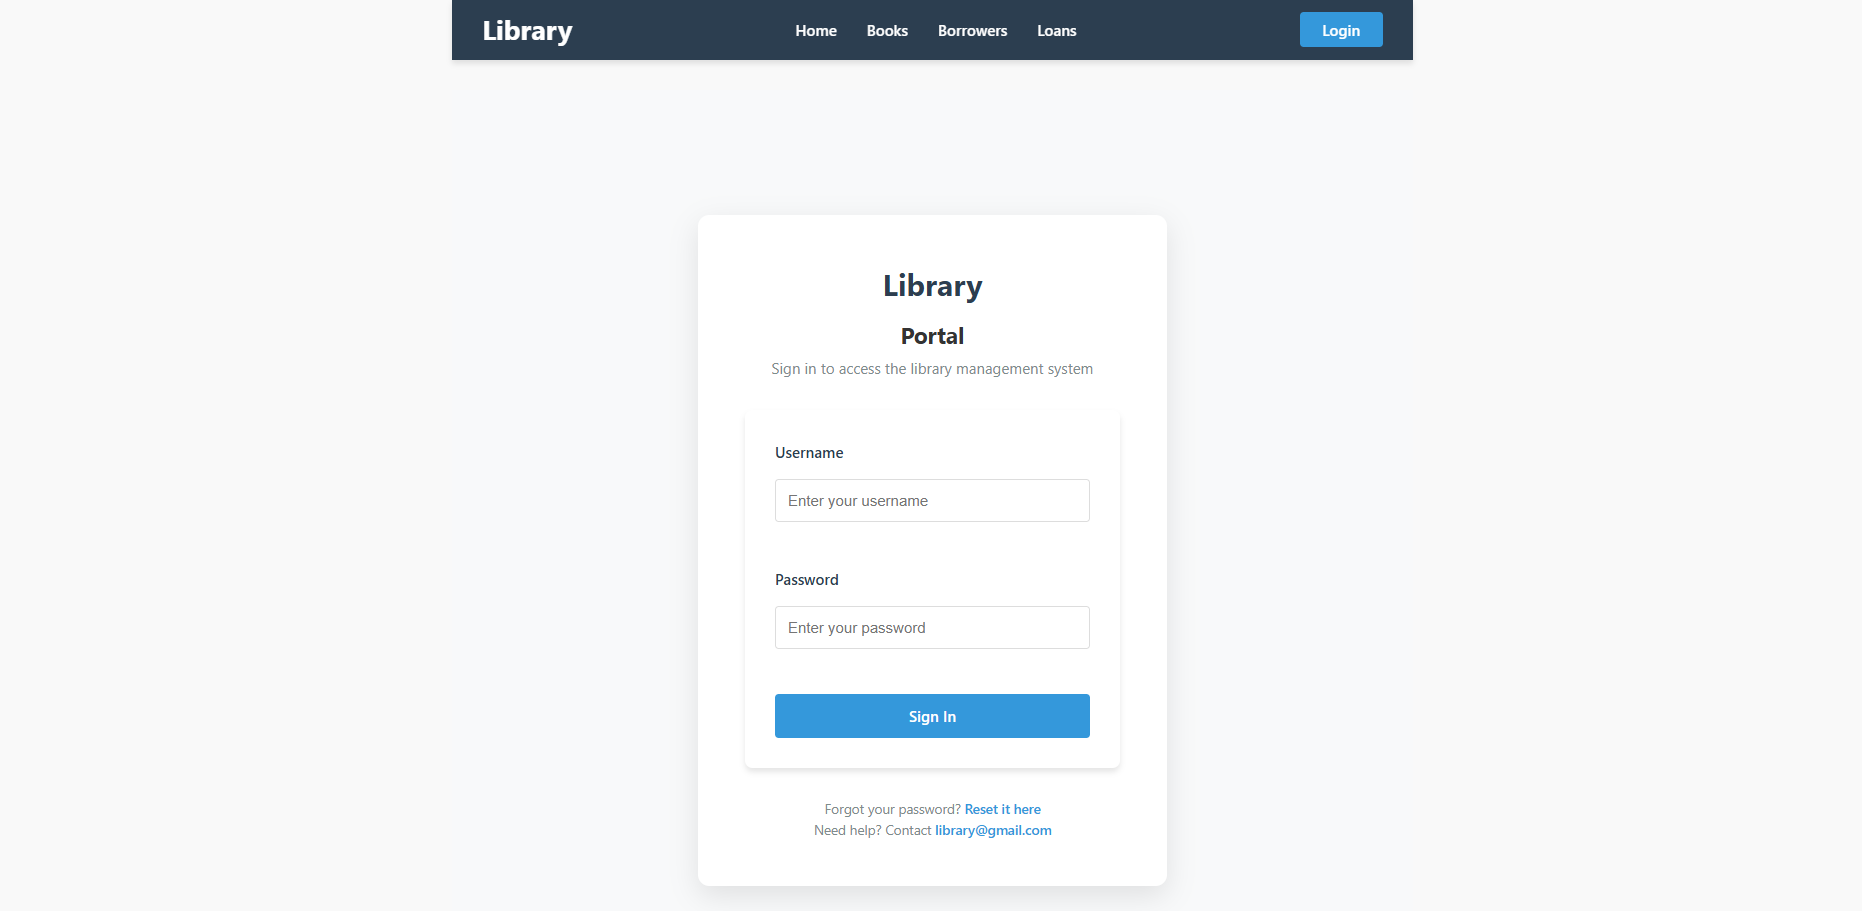 Library
Home Books Borrowers Loans
Login
Library
Portal
Sign in to access the library management system
Username
Enter your username
Password
Enter your password
Sign In
Forgot your password? Reset it here
Need help? Contact library@gmail.com